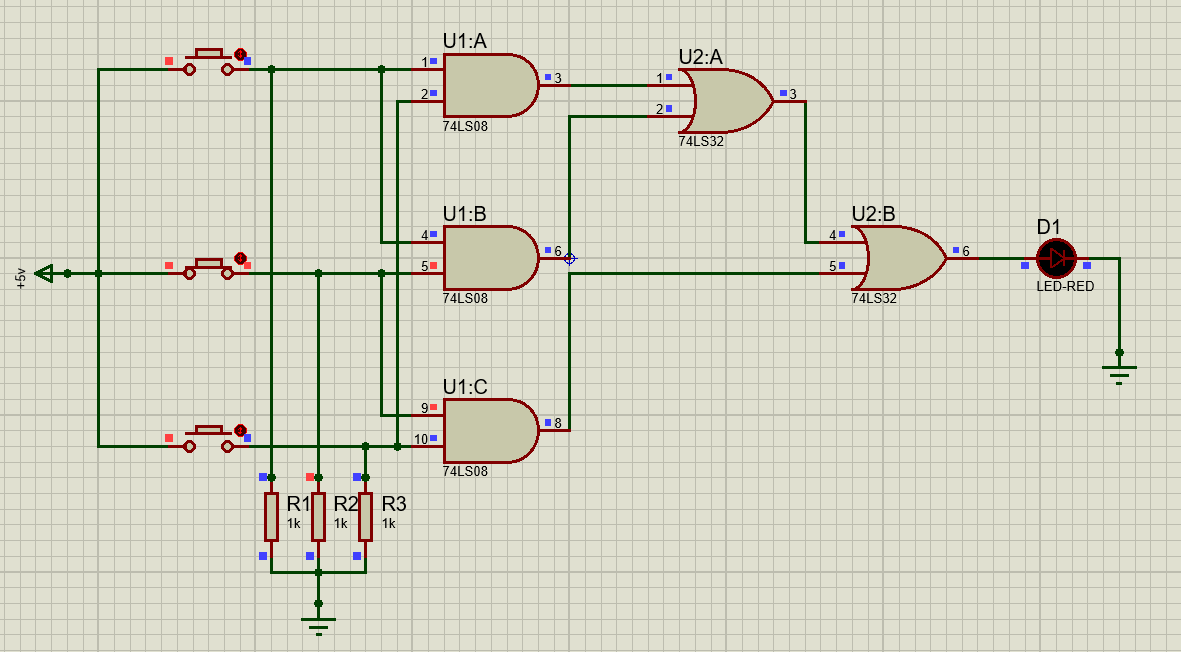 U1:A
1
2
3
74LS08
U2:A
1
2
3
74LS32
U1:B
4
5
6
74LS08
U2:B
4
5
6
74LS32
D1
LED-RED
+5v
U1:C
9
10
8
74LS08
R1
1k
R2
1k
R3
1k